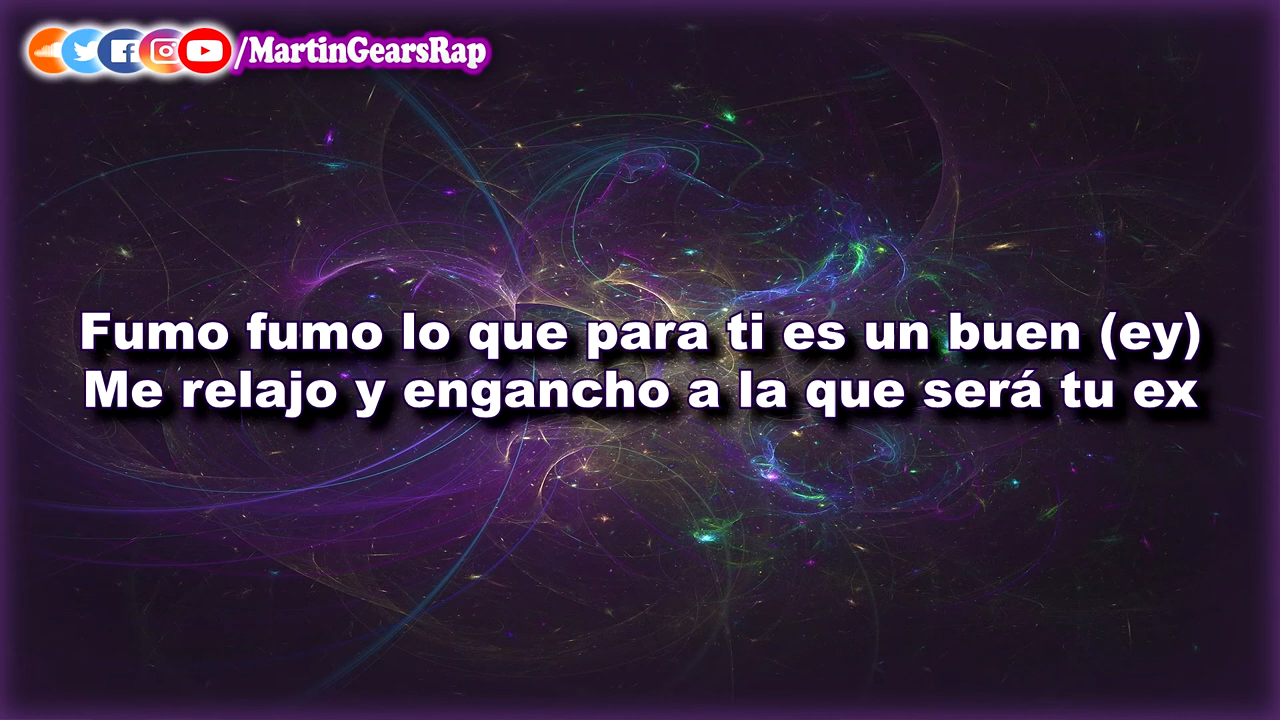 /MartinGearsRap
Fumo fumo lo que para ti es un buen (ey)
Me relajo y engancho a la que será tu ex